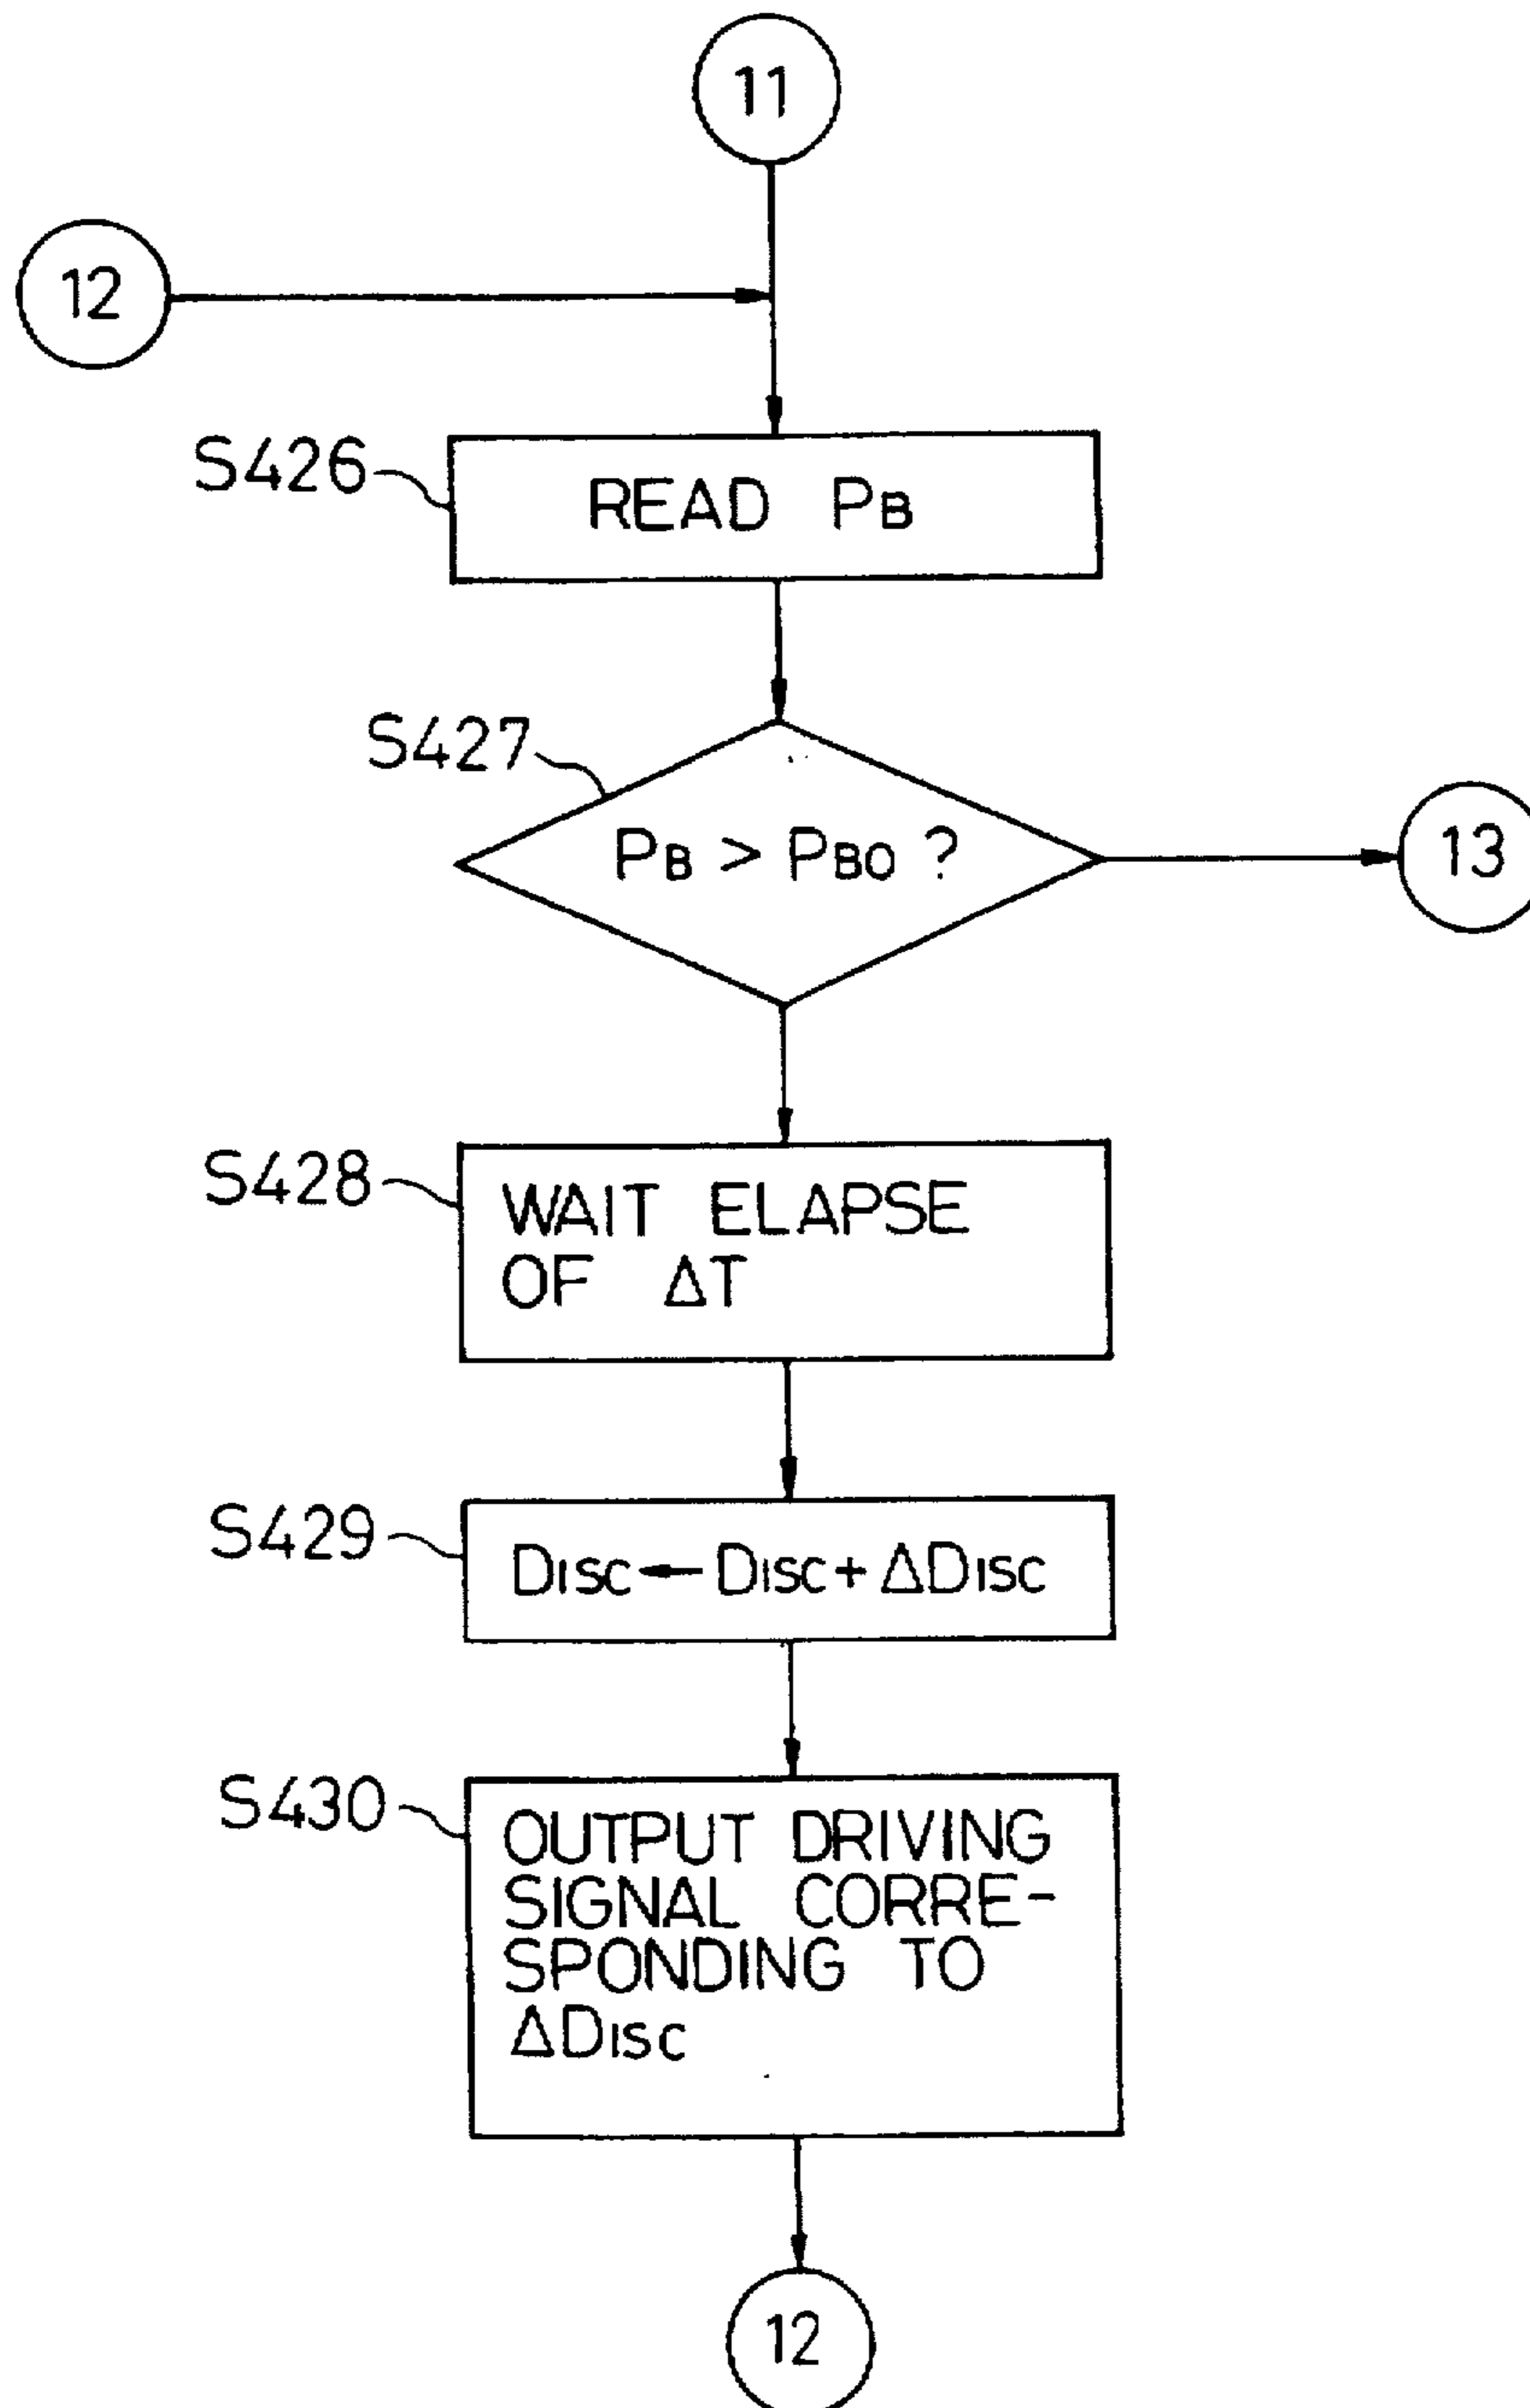 11
12
S426
READ PB
S427
PB > PBO ?
13
S428
WAIT ELAPSE
OF ΔT
S429
DISC ← DISC + ΔDISC
S430
OUTPUT DRIVING
SIGNAL CORRE-
SPONDING TO
ΔDISC
12